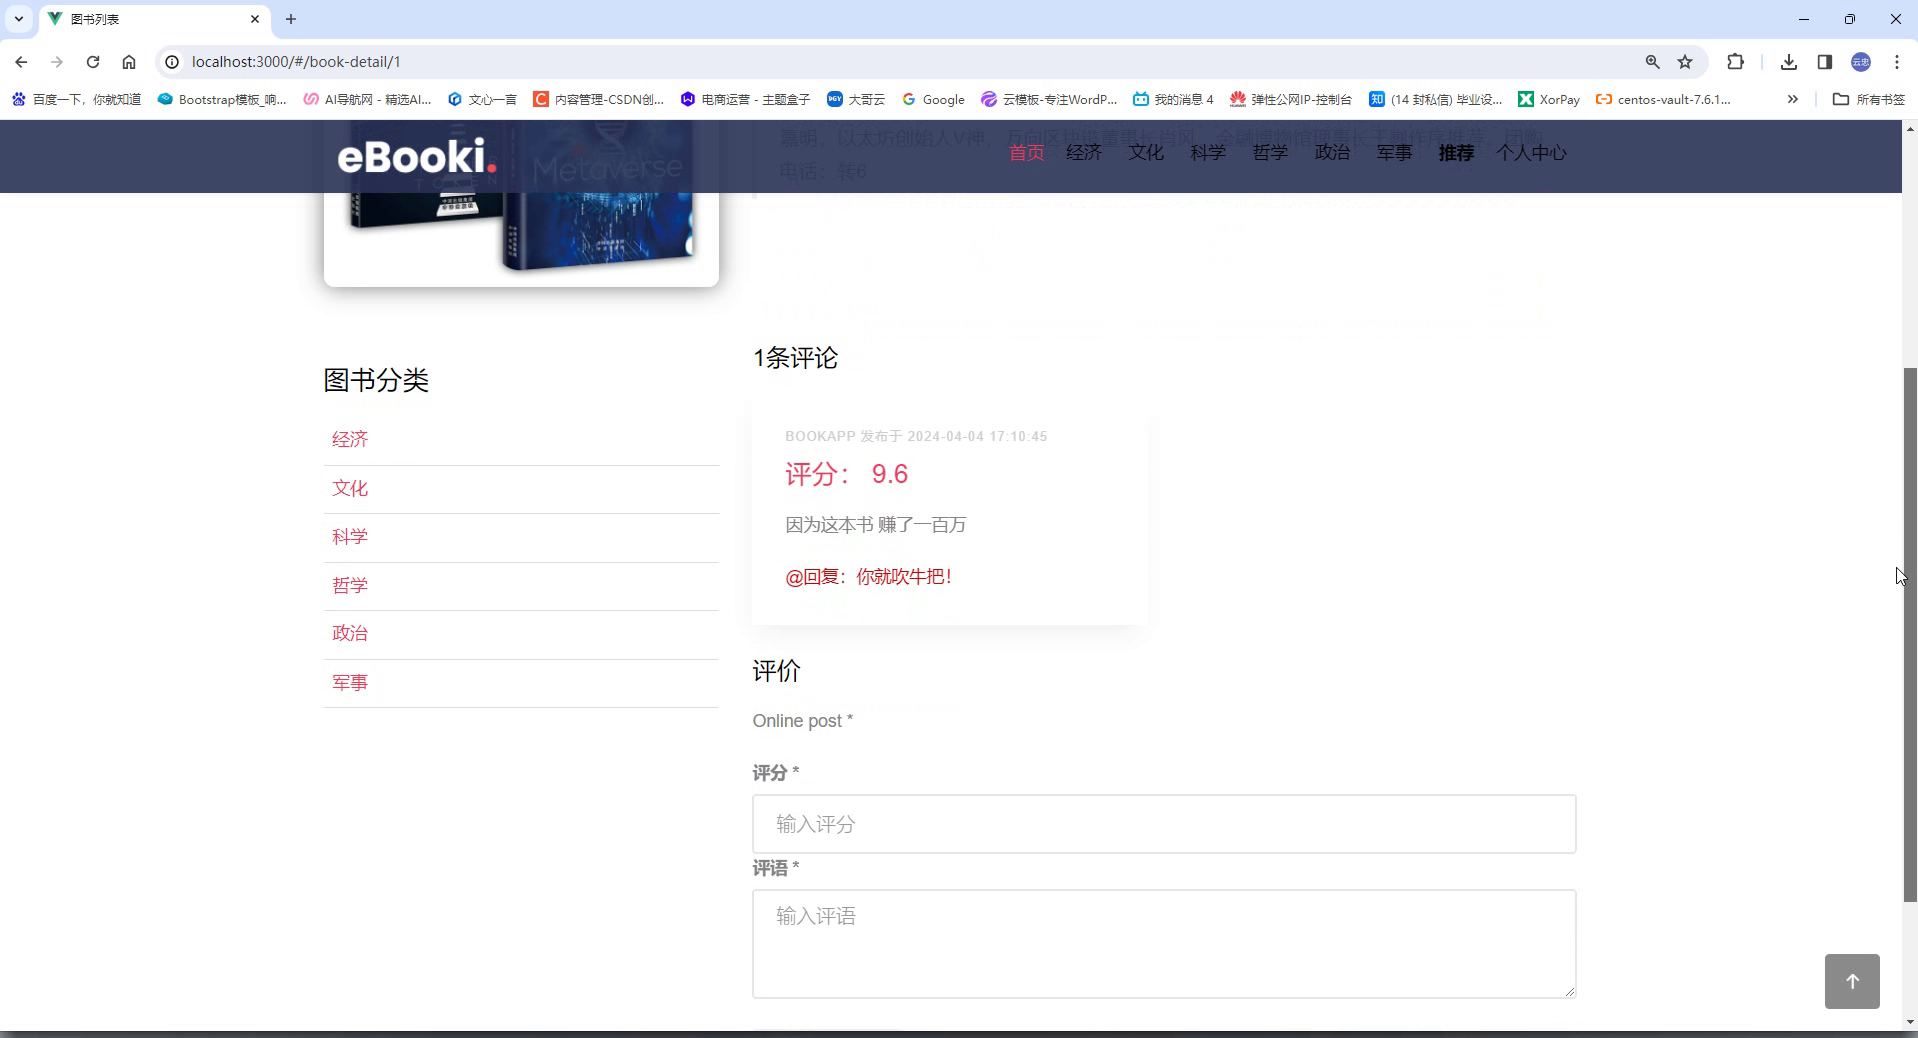 图书列表
localhost:3000/#/book-detail/1
云忠
百度一下，你就知道
Bootstrap模板_响...
AI导航网 - 精选AI...
文心一言
内容管理-CSDN创...
电商运营 - 主题盒子
大哥云
Google
云模板-专注WordP...
我的消息 4
弹性公网IP-控制台
(14 封私信) 毕业设...
XorPay
centos-vault-7.6.1...
所有书签
eBooki.
首页 经济 文化 科学 哲学 政治 军事 推荐 个人中心
电话：转6
Metaverse
图书分类
经济
文化
科学
哲学
政治
军事
1条评论
BOOKAPP 发布于 2024-04-04 17:10:45
评分： 9.6
因为这本书 赚了一百万
@回复：你就吹牛把！
评价
Online post *
评分 *
输入评分
评语 *
输入评语